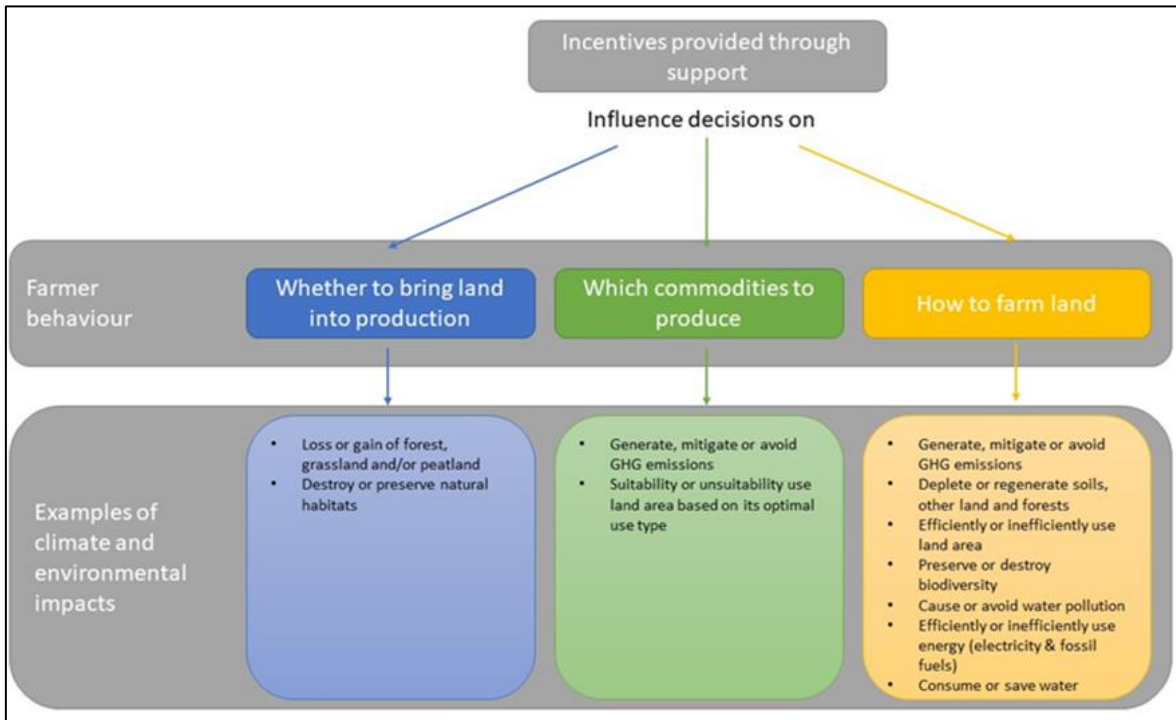 Incentives provided through
support
Influence decisions on
Farmer
behaviour
Whether to bring land
into production
Which commodities to
produce
How to farm land
Examples of
climate and
environmental
impacts
• Loss or gain of forest,
grassland and/or peatland
• Destroy or preserve natural
habitats
• Generate, mitigate or avoid
GHG emissions
• Suitability or unsuitability use
land area based on its optimal
use type
• Generate, mitigate or avoid
GHG emissions
• Deplete or regenerate soils,
other land and forests
• Efficiently or inefficiently use
land area
• Preserve or destroy
biodiversity
• Cause or avoid water pollution
• Efficiently or inefficiently use
energy (electricity & fossil
fuels)
• Consume or save water